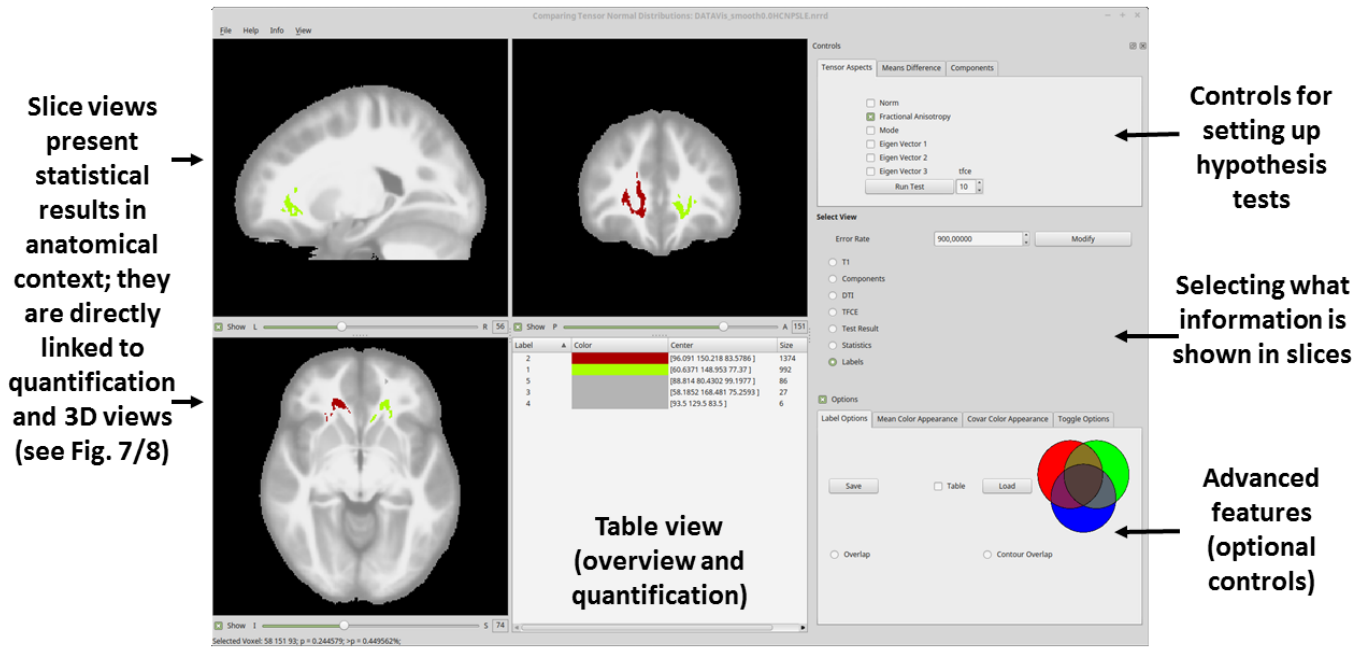 Comparing Tensor Normal Distributions: DATAVis_smooth0.8HCNPSLE.nrrd
File Help Info View
Slice views
present
statistical
results in
anatomical
context; they
are directly
linked to
quantification
and 3D views
(see Fig. 7/8)
Show L R 56
Show P A 151
Show I S 74
Selected Voxel: 58 151 93; p = 0.244579; >p = 0.449562%;
Label Color Center Size
2 [96.091 150.218 83.5786 ] 1374
1 [60.6371 148.953 77.37 ] 992
5 [88.814 80.4302 99.1977 ] 86
3 [58.1852 168.481 75.2593 ] 27
4 [93.5 129.5 83.5 ] 6
Table view
(overview and
quantification)
Controls
Tensor Aspects Means Difference Components
Norm
Fractional Anisotropy
Mode
Eigen Vector 1
Eigen Vector 2
Eigen Vector 3 tfce
Run Test 10
Select View
Error Rate 900,00000 Modify
T1
Components
DTI
TFCE
Test Result
Statistics
Labels
Options
Label Options Mean Color Appearance Covar Color Appearance Toggle Options
Save Table Load
Overlap Contour Overlap
Controls for
setting up
hypothesis
tests
Selecting what
information is
shown in slices
Advanced
features
(optional
controls)